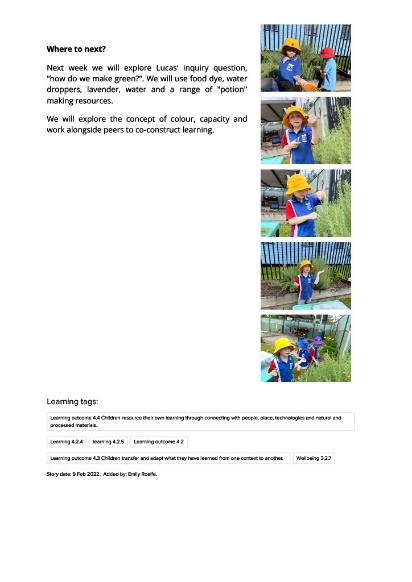 Where to next?
Next week we will explore Lucas' inquiry question,
"how do we make green?". We will use food dye, water
droppers, lavender, water and a range of "potion"
making resources.
We will explore the concept of colour, capacity and
work alongside peers to co-construct learning.
Learning tags:
Learning outcome 4.4 Children resource their own learning through connecting with people, place, technologies and natural and
processed materials.
Learning 4.2.4 learning 4.2.5 Learning outcome 4.2
Learning outcome 4.3 Children transfer and adapt what they have learned from one context to another. Wellbeing 3.2.7
Story date: 9 Feb 2022. Added by: Emily Roalfe.